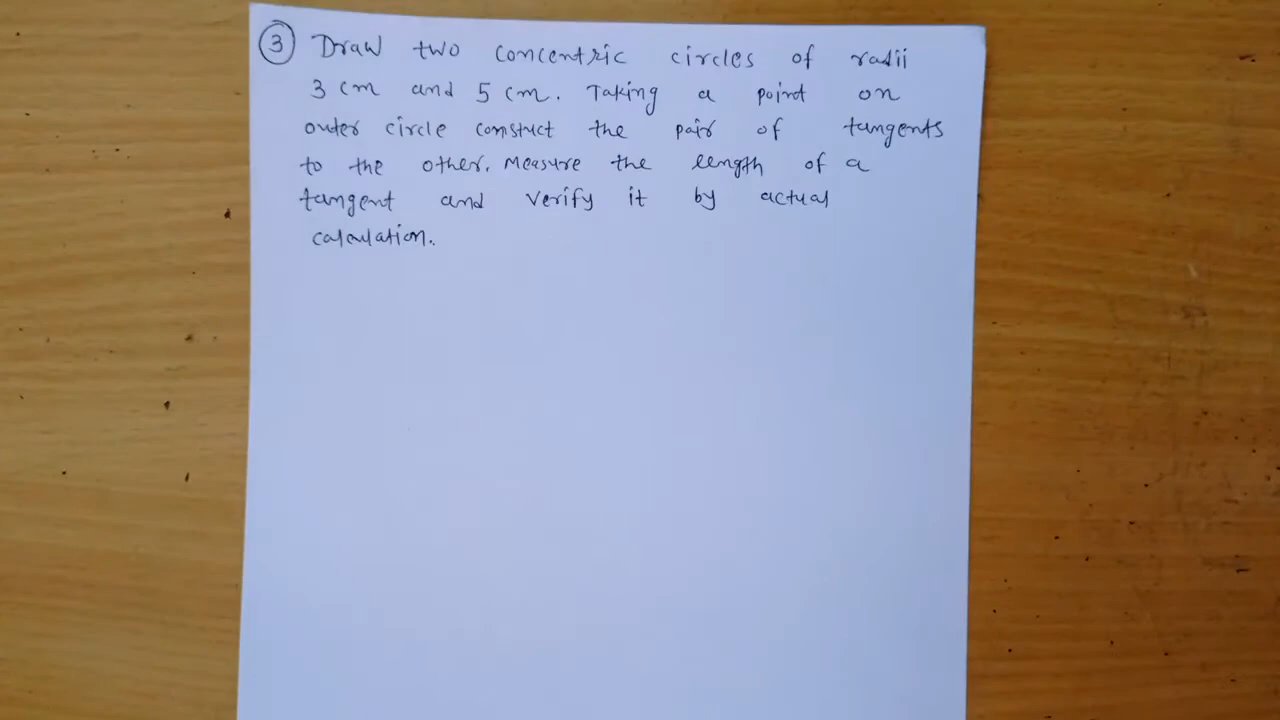 ③ Draw two concentric circles of radii
3 cm and 5 cm. Taking a point on
outer circle constuct the pair of tangents
to the other. Measure the length of a
tangent and verify it by actual
calculation.